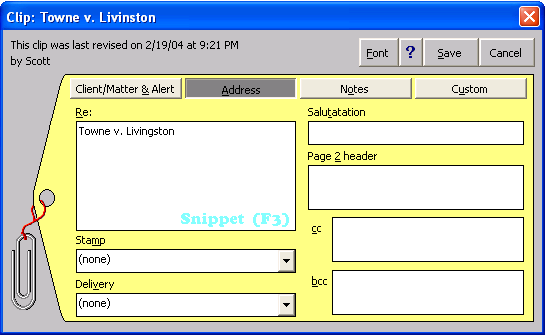 Clip: Towne v. Livinston
This clip was last revised on 2/19/04 at 9:21 PM
by Scott
Font
?
Save
Cancel
Client/Matter & Alert
Address
Notes
Custom
Re:
Towne v. Livingston
Snippet (F3)
Stamp
(none)
Delivery
(none)
Salutatation
Page 2 header
cc
bcc